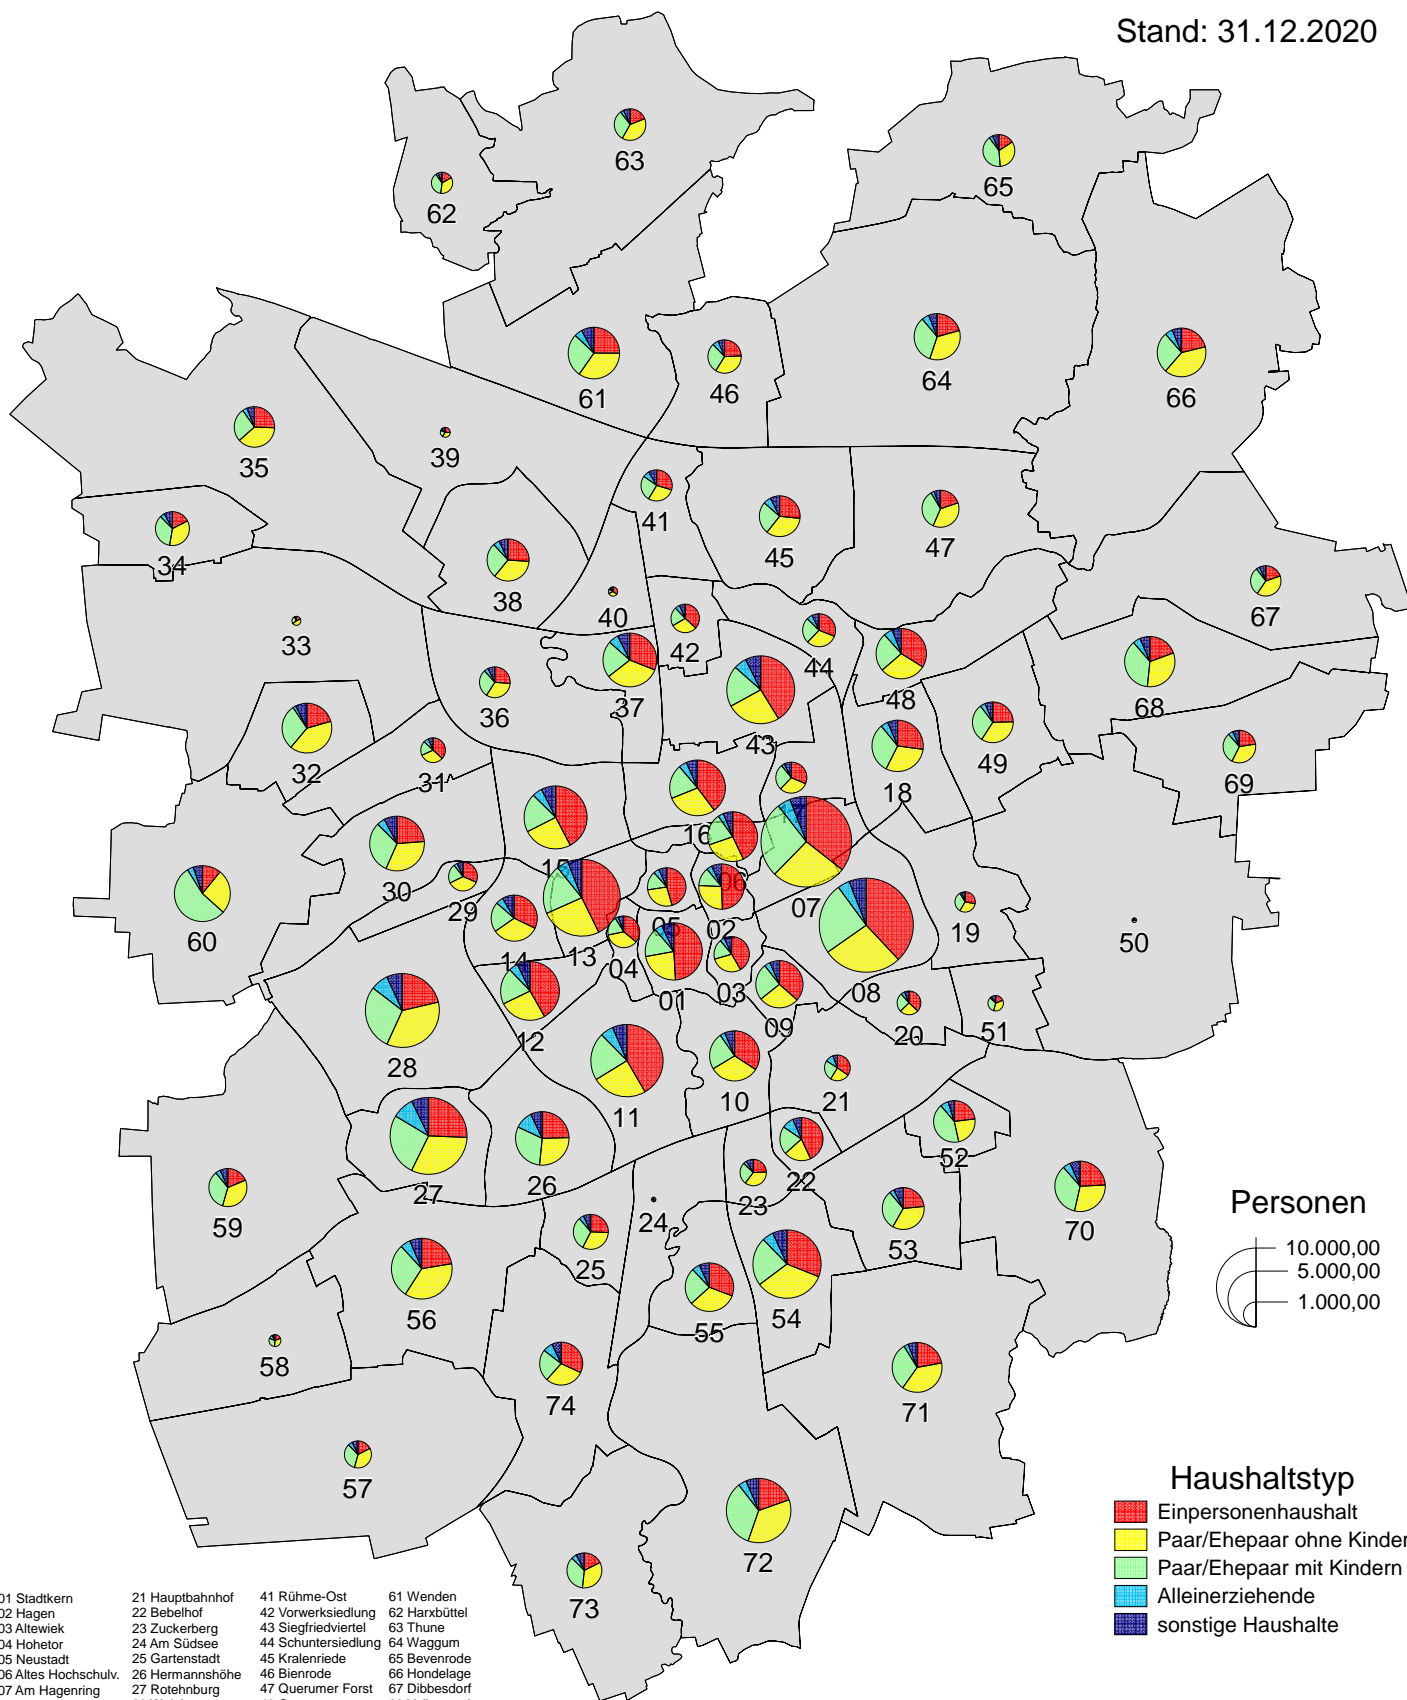 Stand: 31.12.2020
63
65
62
61
46
64
66
35
39
41
45
47
34
38
40
42
44
67
33
36
37
43
48
68
32
31
18
49
69
15
16
17
30
29
14
13
05
06
02
07
19
50
60
04
01
03
09
08
20
51
28
12
11
10
21
52
27
26
22
23
24
59
25
53
70
Personen
10.000,00
5.000,00
1.000,00
56
55
54
58
74
71
57
72
73
Haushaltstyp
Einpersonenhaushalt
Paar/Ehepaar ohne Kinder
Paar/Ehepaar mit Kindern
Alleinerziehende
sonstige Haushalte
01 Stadtkern
02 Hagen
03 Altewiek
04 Hohetor
05 Neustadt
06 Altes Hochschulv.
07 Am Hagenring
21 Hauptbahnhof
22 Bebelhof
23 Zuckerberg
24 Am Südsee
25 Gartenstadt
26 Hermannshöhe
27 Rotehnburg
41 Rühme-Ost
42 Vorwerksiedlung
43 Siegfriedviertel
44 Schuntersiedlung
45 Kralenriede
46 Bienrode
47 Querumer Forst
61 Wenden
62 Harxbüttel
63 Thune
64 Waggum
65 Bevenrode
66 Hondelage
67 Dibbesdorf